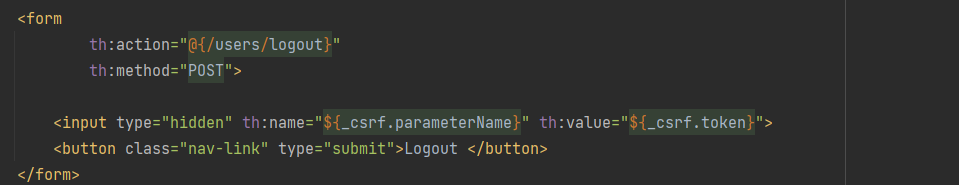 <form
th:action="@{/users/logout}"
th:method="POST">
<input type="hidden" th:name="${_csrf.parameterName}" th:value="${_csrf.token}">
<button class="nav-link" type="submit">Logout </button>
</form>